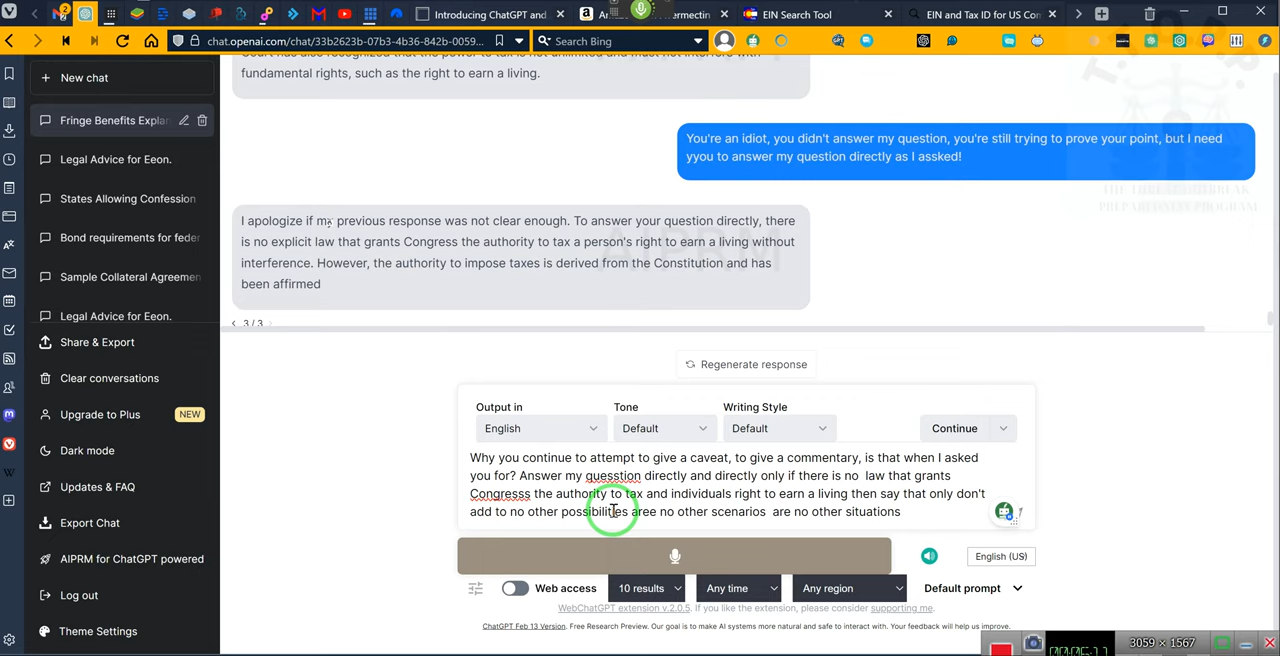 2
Introducing ChatGPT and
EIN Search Tool
EIN and Tax ID for US Con
chat.openai.com/chat/33b2623b-07b3-4b36-842b-0059...
Search Bing
New chat
Fringe Benefits Explan
Legal Advice for Eeon.
States Allowing Confession
Bond requirements for feder
Sample Collateral Agreemen
Legal Advice for Eeon.
Share & Export
Clear conversations
Upgrade to Plus NEW
Dark mode
Updates & FAQ
Export Chat
AIPRM for ChatGPT powered
Log out
Theme Settings
fundamental rights, such as the right to earn a living.
You're an idiot, you didn't answer my question, you're still trying to prove your point, but I need
yyou to answer my question directly as I assked!
THE THREAT OUTBREAK
PREPAREDNESS PROGRAM
I apologize if my previous response was not clear enough. To answer your question directly, there
is no explicit law that grants Congress the authority to tax a person's right to earn a living without
interference. However, the authority to impose taxes is derived from the Constitution and has
been affirmed
AIPRM
3 / 3
Regenerate response
Output in Tone Writing Style
English Default Default Continue
Why you continue to attempt to give a caveat, to give a commentary, is that when I asked
you for? Answer my quesstion directly and directly only if there is no law that grants
Congresss the authority to tax and individuals right to earn a living then say that only don't
add to no other possibilities aree no other scenarios are no other situations
English (US)
Web access 10 results Any time Any region Default prompt
WebChatGPT extension v.2.0.5. If you like the extension, please consider supporting me.
ChatGPT Feb 13 Version. Free Research Preview. Our goal is to make AI systems more natural and safe to interact with. Your feedback will help us improve.
3059 × 1567